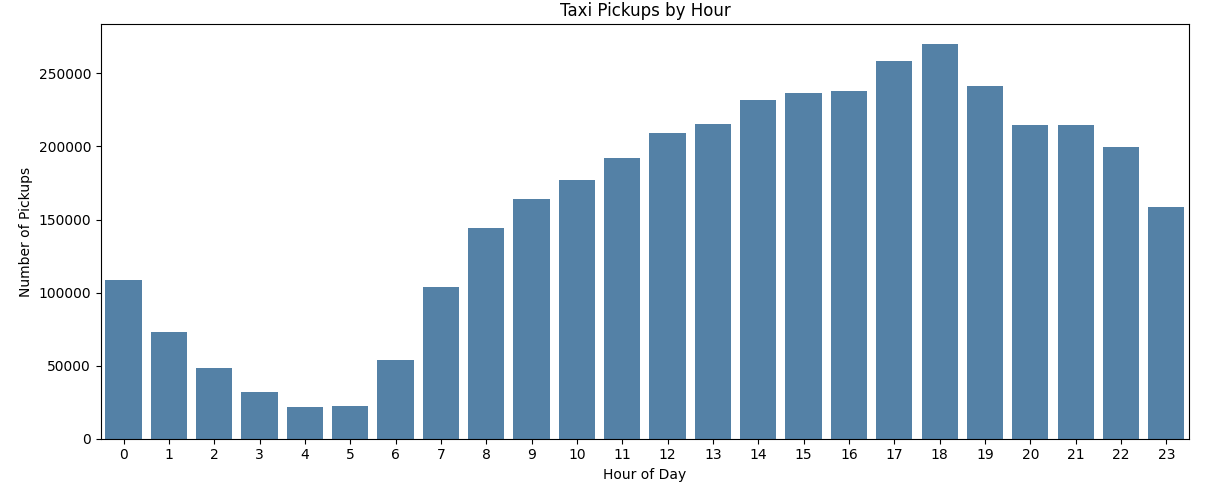 Taxi Pickups by Hour
Number of Pickups
250000
200000
150000
100000
50000
0
0 1 2 3 4 5 6 7 8 9 10 11 12 13 14 15 16 17 18 19 20 21 22 23
Hour of Day